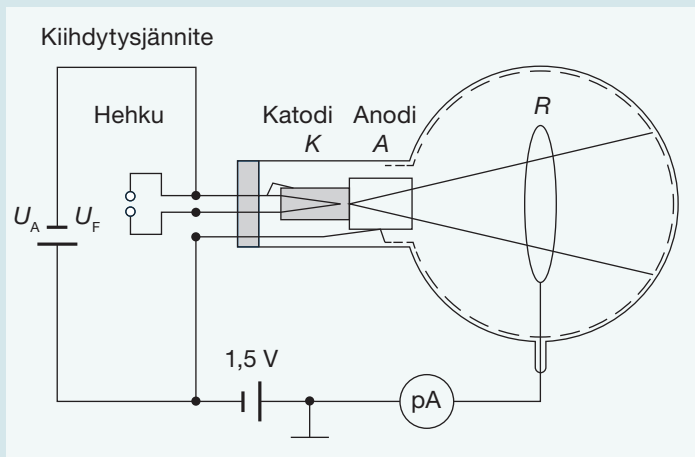 Kiihdytysjännite
Hehku
Katodi Anodi
K A
R
U_A U_F
1,5 V
pA